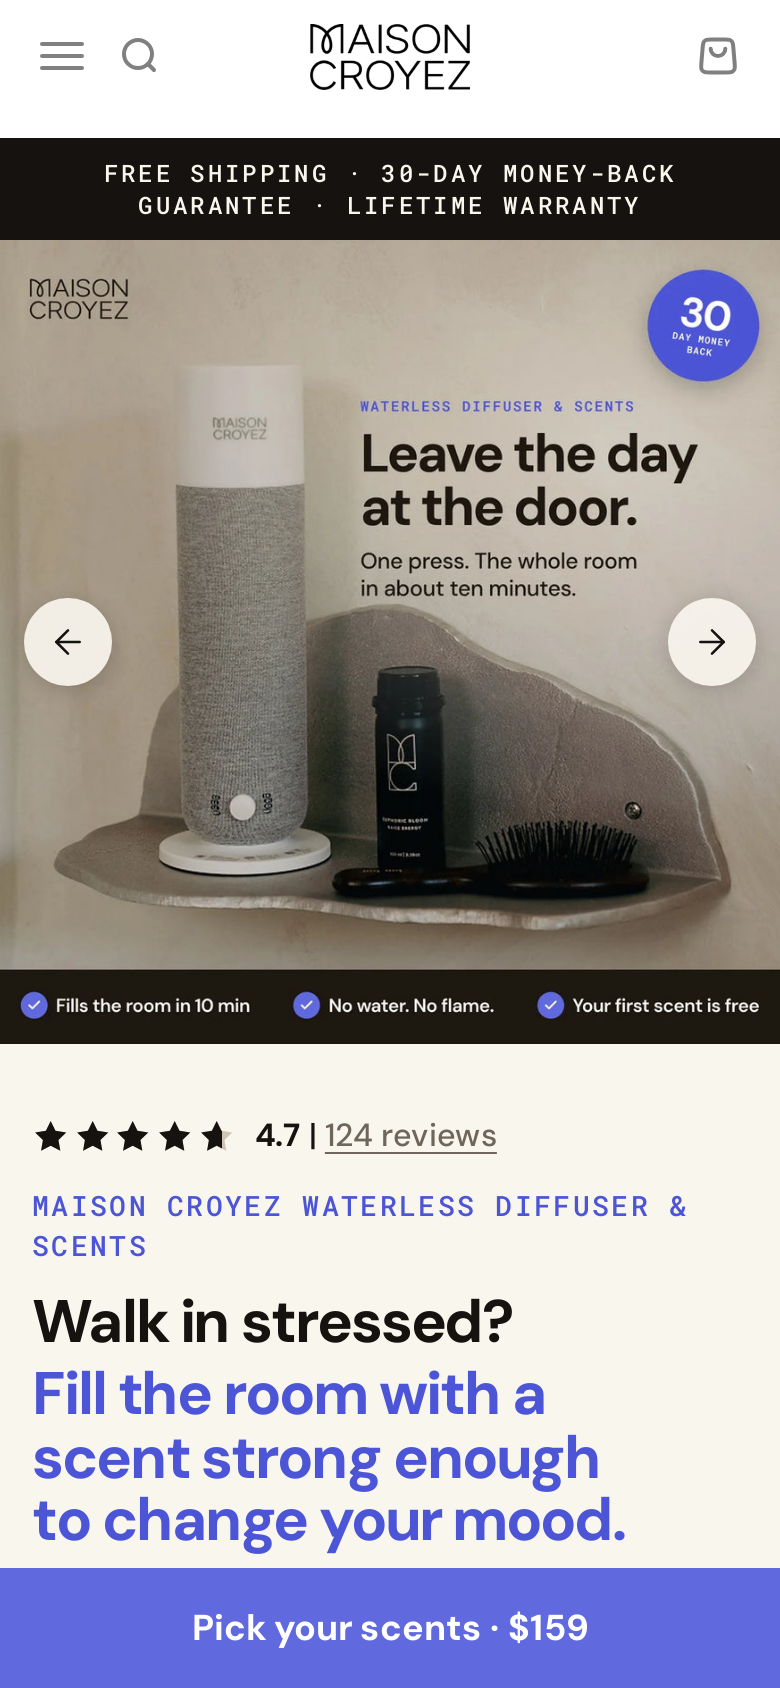 MAISON
CROYEZ
FREE SHIPPING · 30-DAY MONEY-BACK
GUARANTEE · LIFETIME WARRANTY
MAISON
CROYEZ
30
DAY MONEY
BACK
MAISON
CROYEZ
WATERLESS DIFFUSER & SCENTS
Leave the day
at the door.
One press. The whole room
in about ten minutes.
EUPHORIC BLOOM
Fills the room in 10 min
No water. No flame.
Your first scent is free
4.7 | 124 reviews
MAISON CROYEZ WATERLESS DIFFUSER &
SCENTS
Walk in stressed?
Fill the room with a
scent strong enough
to change your mood.
Pick your scents · $159